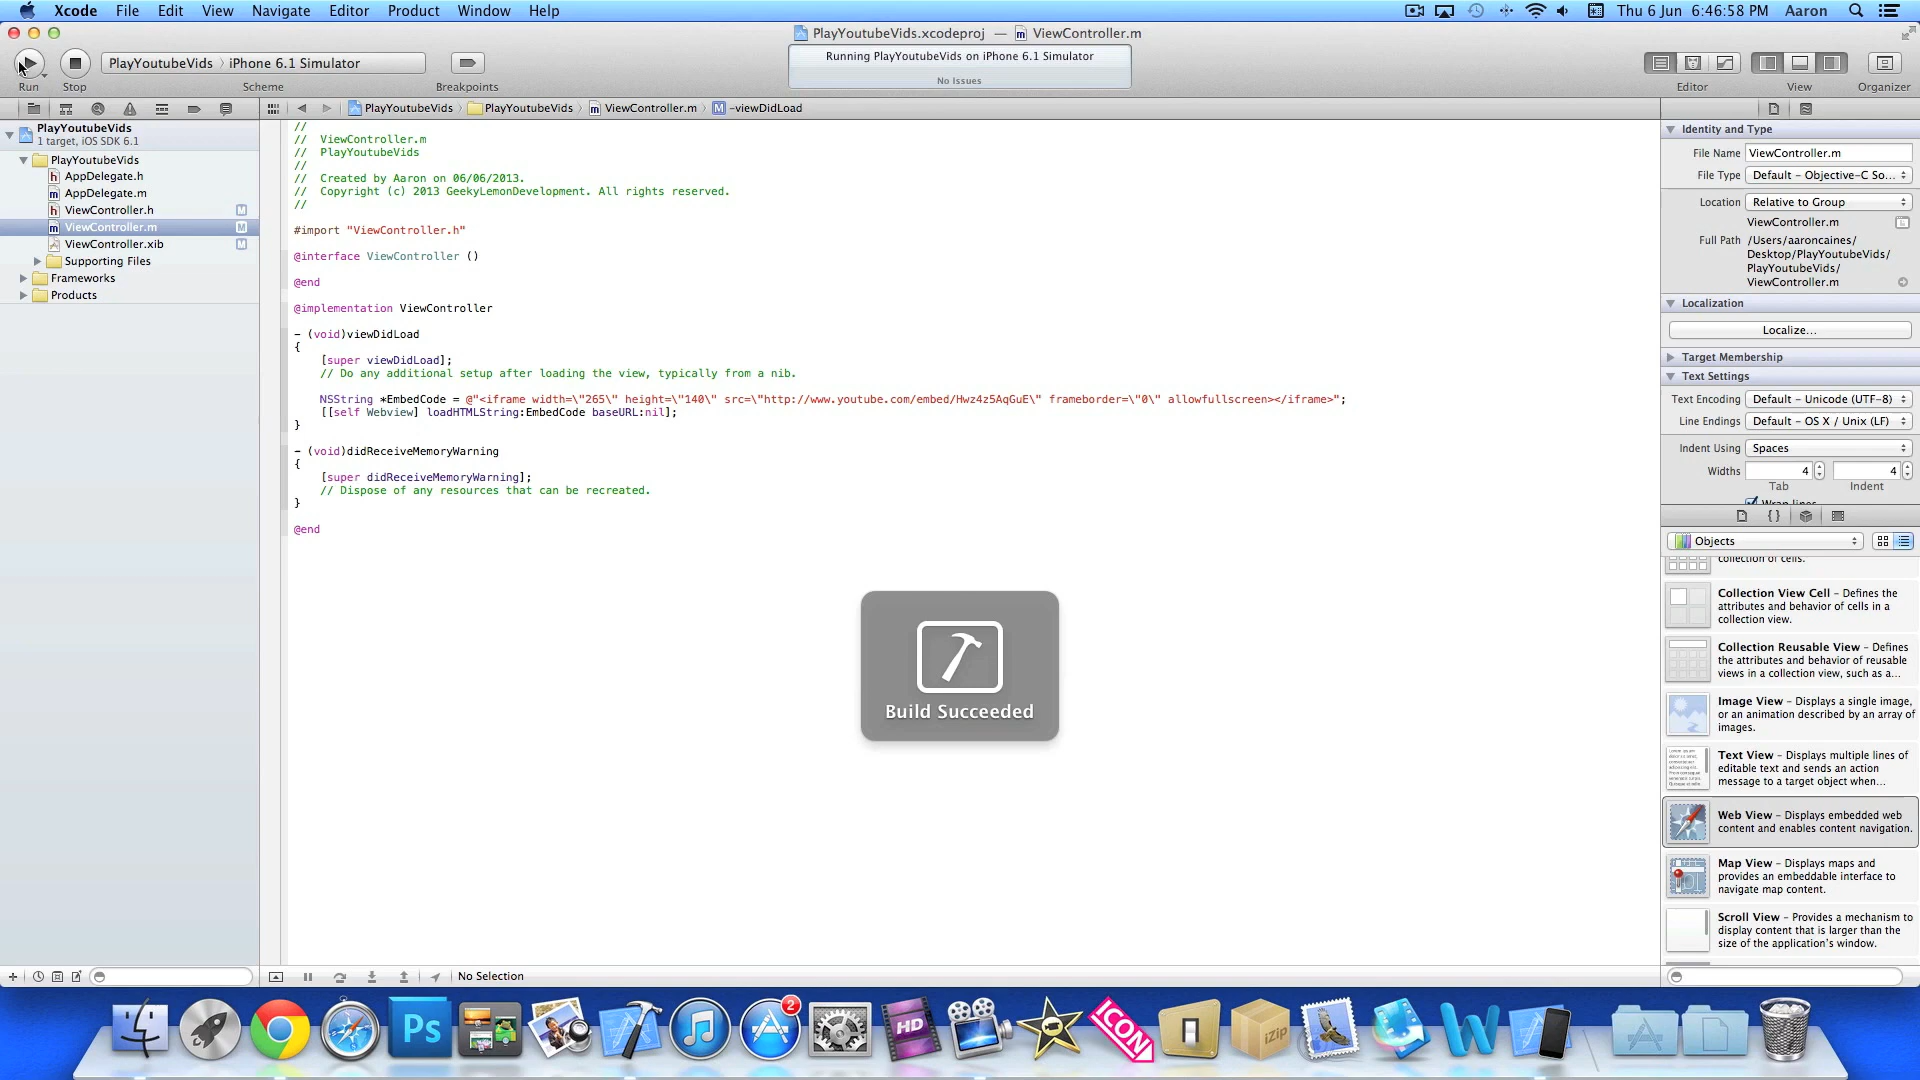 Xcode File Edit View Navigate Editor Product Window Help
Thu 6 Jun 6:46:58 PM Aaron
PlayYoutubeVids.xcodeproj — ViewController.m
PlayYoutubeVids iPhone 6.1 Simulator
Running PlayYoutubeVids on iPhone 6.1 Simulator
No Issues
Run Stop Scheme Breakpoints Editor View Organizer
PlayYoutubeVids PlayYoutubeVids ViewController.m -viewDidLoad
PlayYoutubeVids
1 target, iOS SDK 6.1
PlayYoutubeVids
AppDelegate.h
AppDelegate.m
ViewController.h M
ViewController.m M
ViewController.xib M
Supporting Files
Frameworks
Products
//
// ViewController.m
// PlayYoutubeVids
//
// Created by Aaron on 06/06/2013.
// Copyright (c) 2013 GeekyLemonDevelopment. All rights reserved.
//
#import "ViewController.h"
@interface ViewController ()
@end
@implementation ViewController
- (void)viewDidLoad
{
[super viewDidLoad];
// Do any additional setup after loading the view, typically from a nib.
NSString *EmbedCode = @"<iframe width=\"265\" height=\"140\" src=\"http://www.youtube.com/embed/Hwz4z5AqGuE\" frameborder=\"0\" allowfullscreen></iframe>";
[[self Webview] loadHTMLString:EmbedCode baseURL:nil];
}
- (void)didReceiveMemoryWarning
{
[super didReceiveMemoryWarning];
// Dispose of any resources that can be recreated.
}
@end
Build Succeeded
No Selection
Identity and Type
File Name ViewController.m
File Type Default - Objective-C So...
Location Relative to Group
ViewController.m
Full Path /Users/aaroncaines/
Desktop/PlayYoutubeVids/
PlayYoutubeVids/
ViewController.m
Localization
Localize...
Target Membership
Text Settings
Text Encoding Default - Unicode (UTF-8)
Line Endings Default - OS X / Unix (LF)
Indent Using Spaces
Widths 4 4
Tab Indent
Wrap lines
{ }
Objects
collection of cells.
Collection View Cell - Defines the
attributes and behavior of cells in a
collection view.
Collection Reusable View - Defines
the attributes and behavior of reusable
views in a collection view, such as a...
Image View - Displays a single image,
or an animation described by an array of
images.
Text View - Displays multiple lines of
editable text and sends an action
message to a target object when...
Web View - Displays embedded web
content and enables content navigation.
Map View - Displays maps and
provides an embeddable interface to
navigate map content.
Scroll View - Provides a mechanism to
display content that is larger than the
size of the application's window.
Ps
2
HD
ICON
iZip